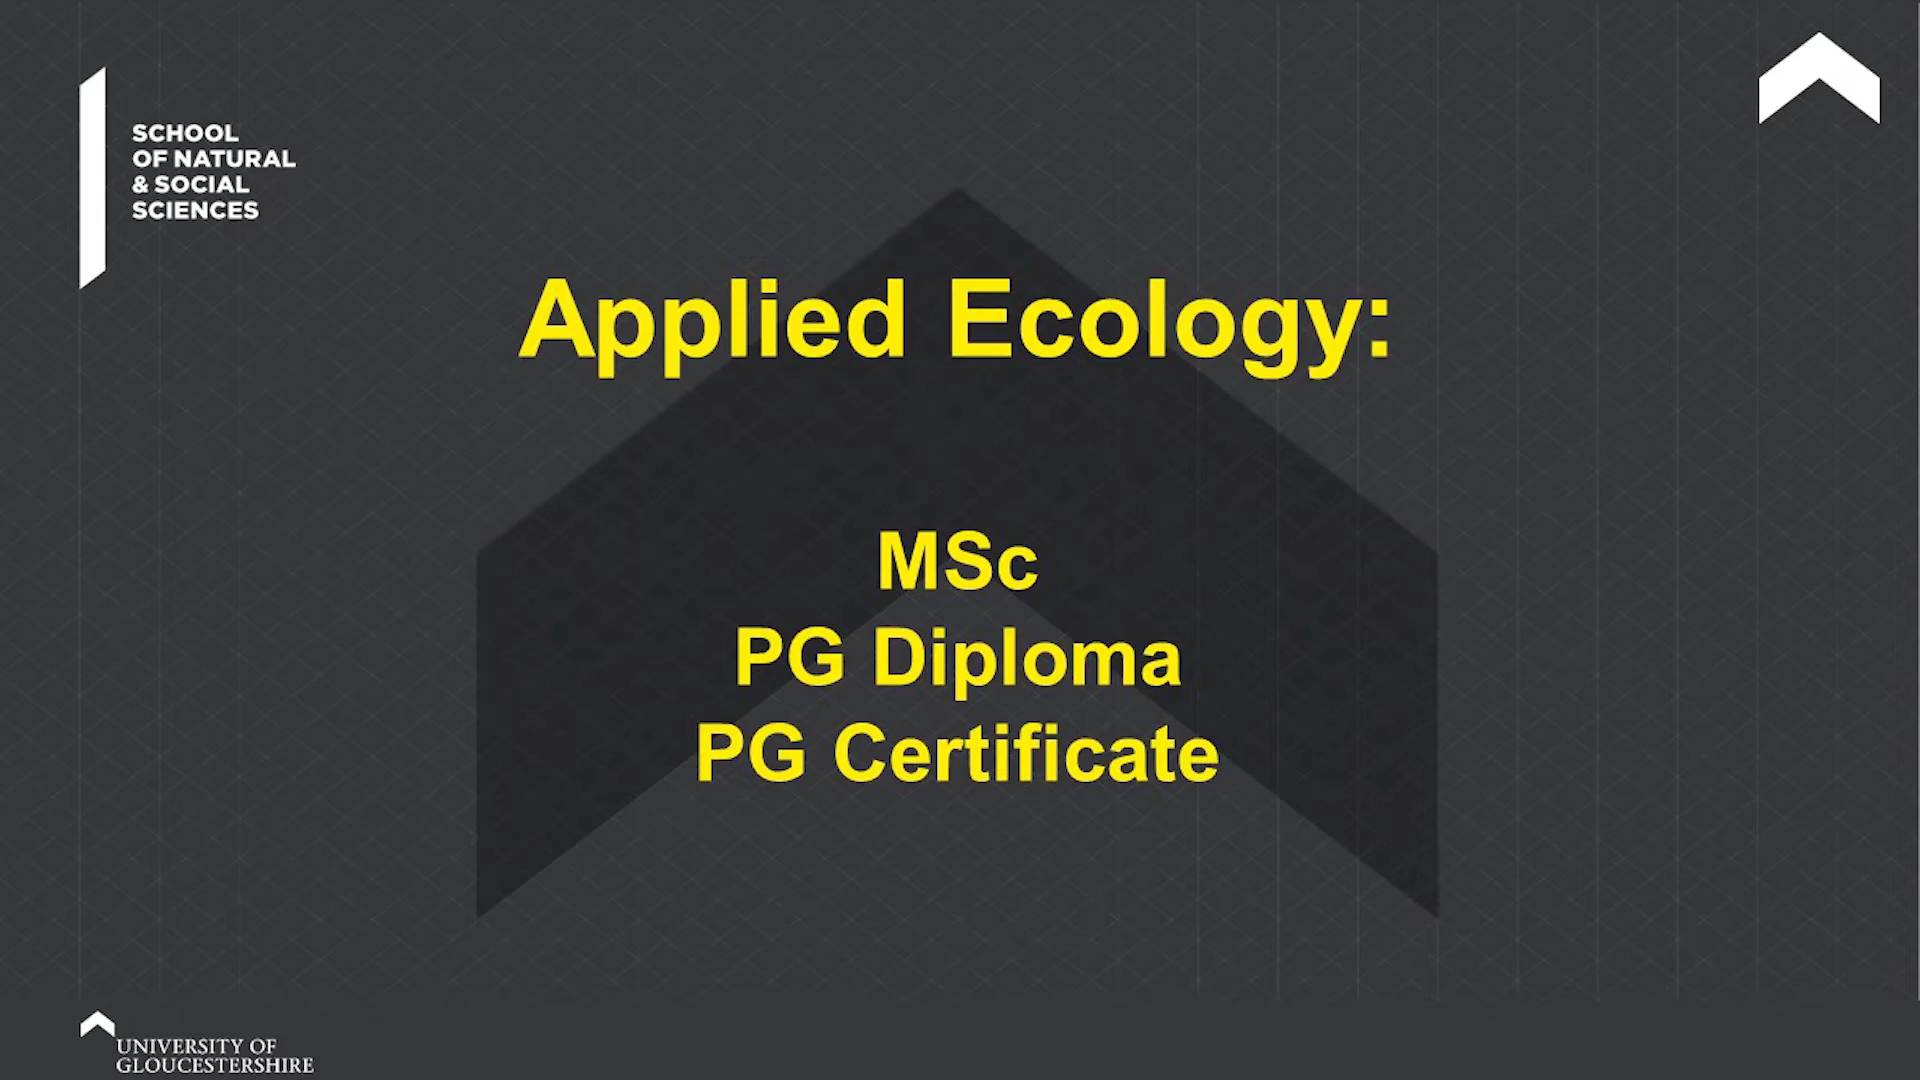 SCHOOL
OF NATURAL
& SOCIAL
SCIENCES
Applied Ecology:
MSc
PG Diploma
PG Certificate
UNIVERSITY OF
GLOUCESTERSHIRE